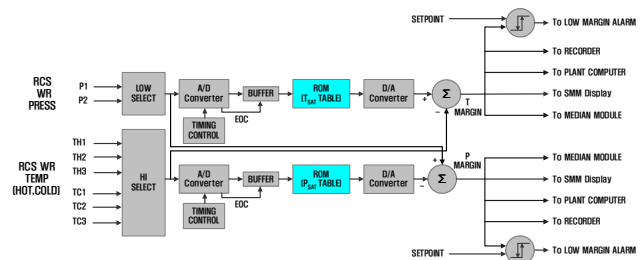 SETPOINT
To LOW MARGIN ALARM
To RECORDER
To PLANT COMPUTER
To SMM Display
To MEDIAN MODULE
RCS
WR
PRESS
P1
P2
LOW
SELECT
A/D
Converter
BUFFER
EOC
TIMING
CONTROL
ROM
(TSAT TABLE)
D/A
Converter
+
−
Σ
T
MARGIN
RCS WR
TEMP
(HOT,COLD)
TH1
TH2
TH3
TC1
TC2
TC3
HI
SELECT
A/D
Converter
BUFFER
EOC
TIMING
CONTROL
ROM
(PSAT TABLE)
D/A
Converter
+
−
Σ
P
MARGIN
To MEDIAN MODULE
To SMM Display
To PLANT COMPUTER
To RECORDER
SETPOINT
To LOW MARGIN ALARM